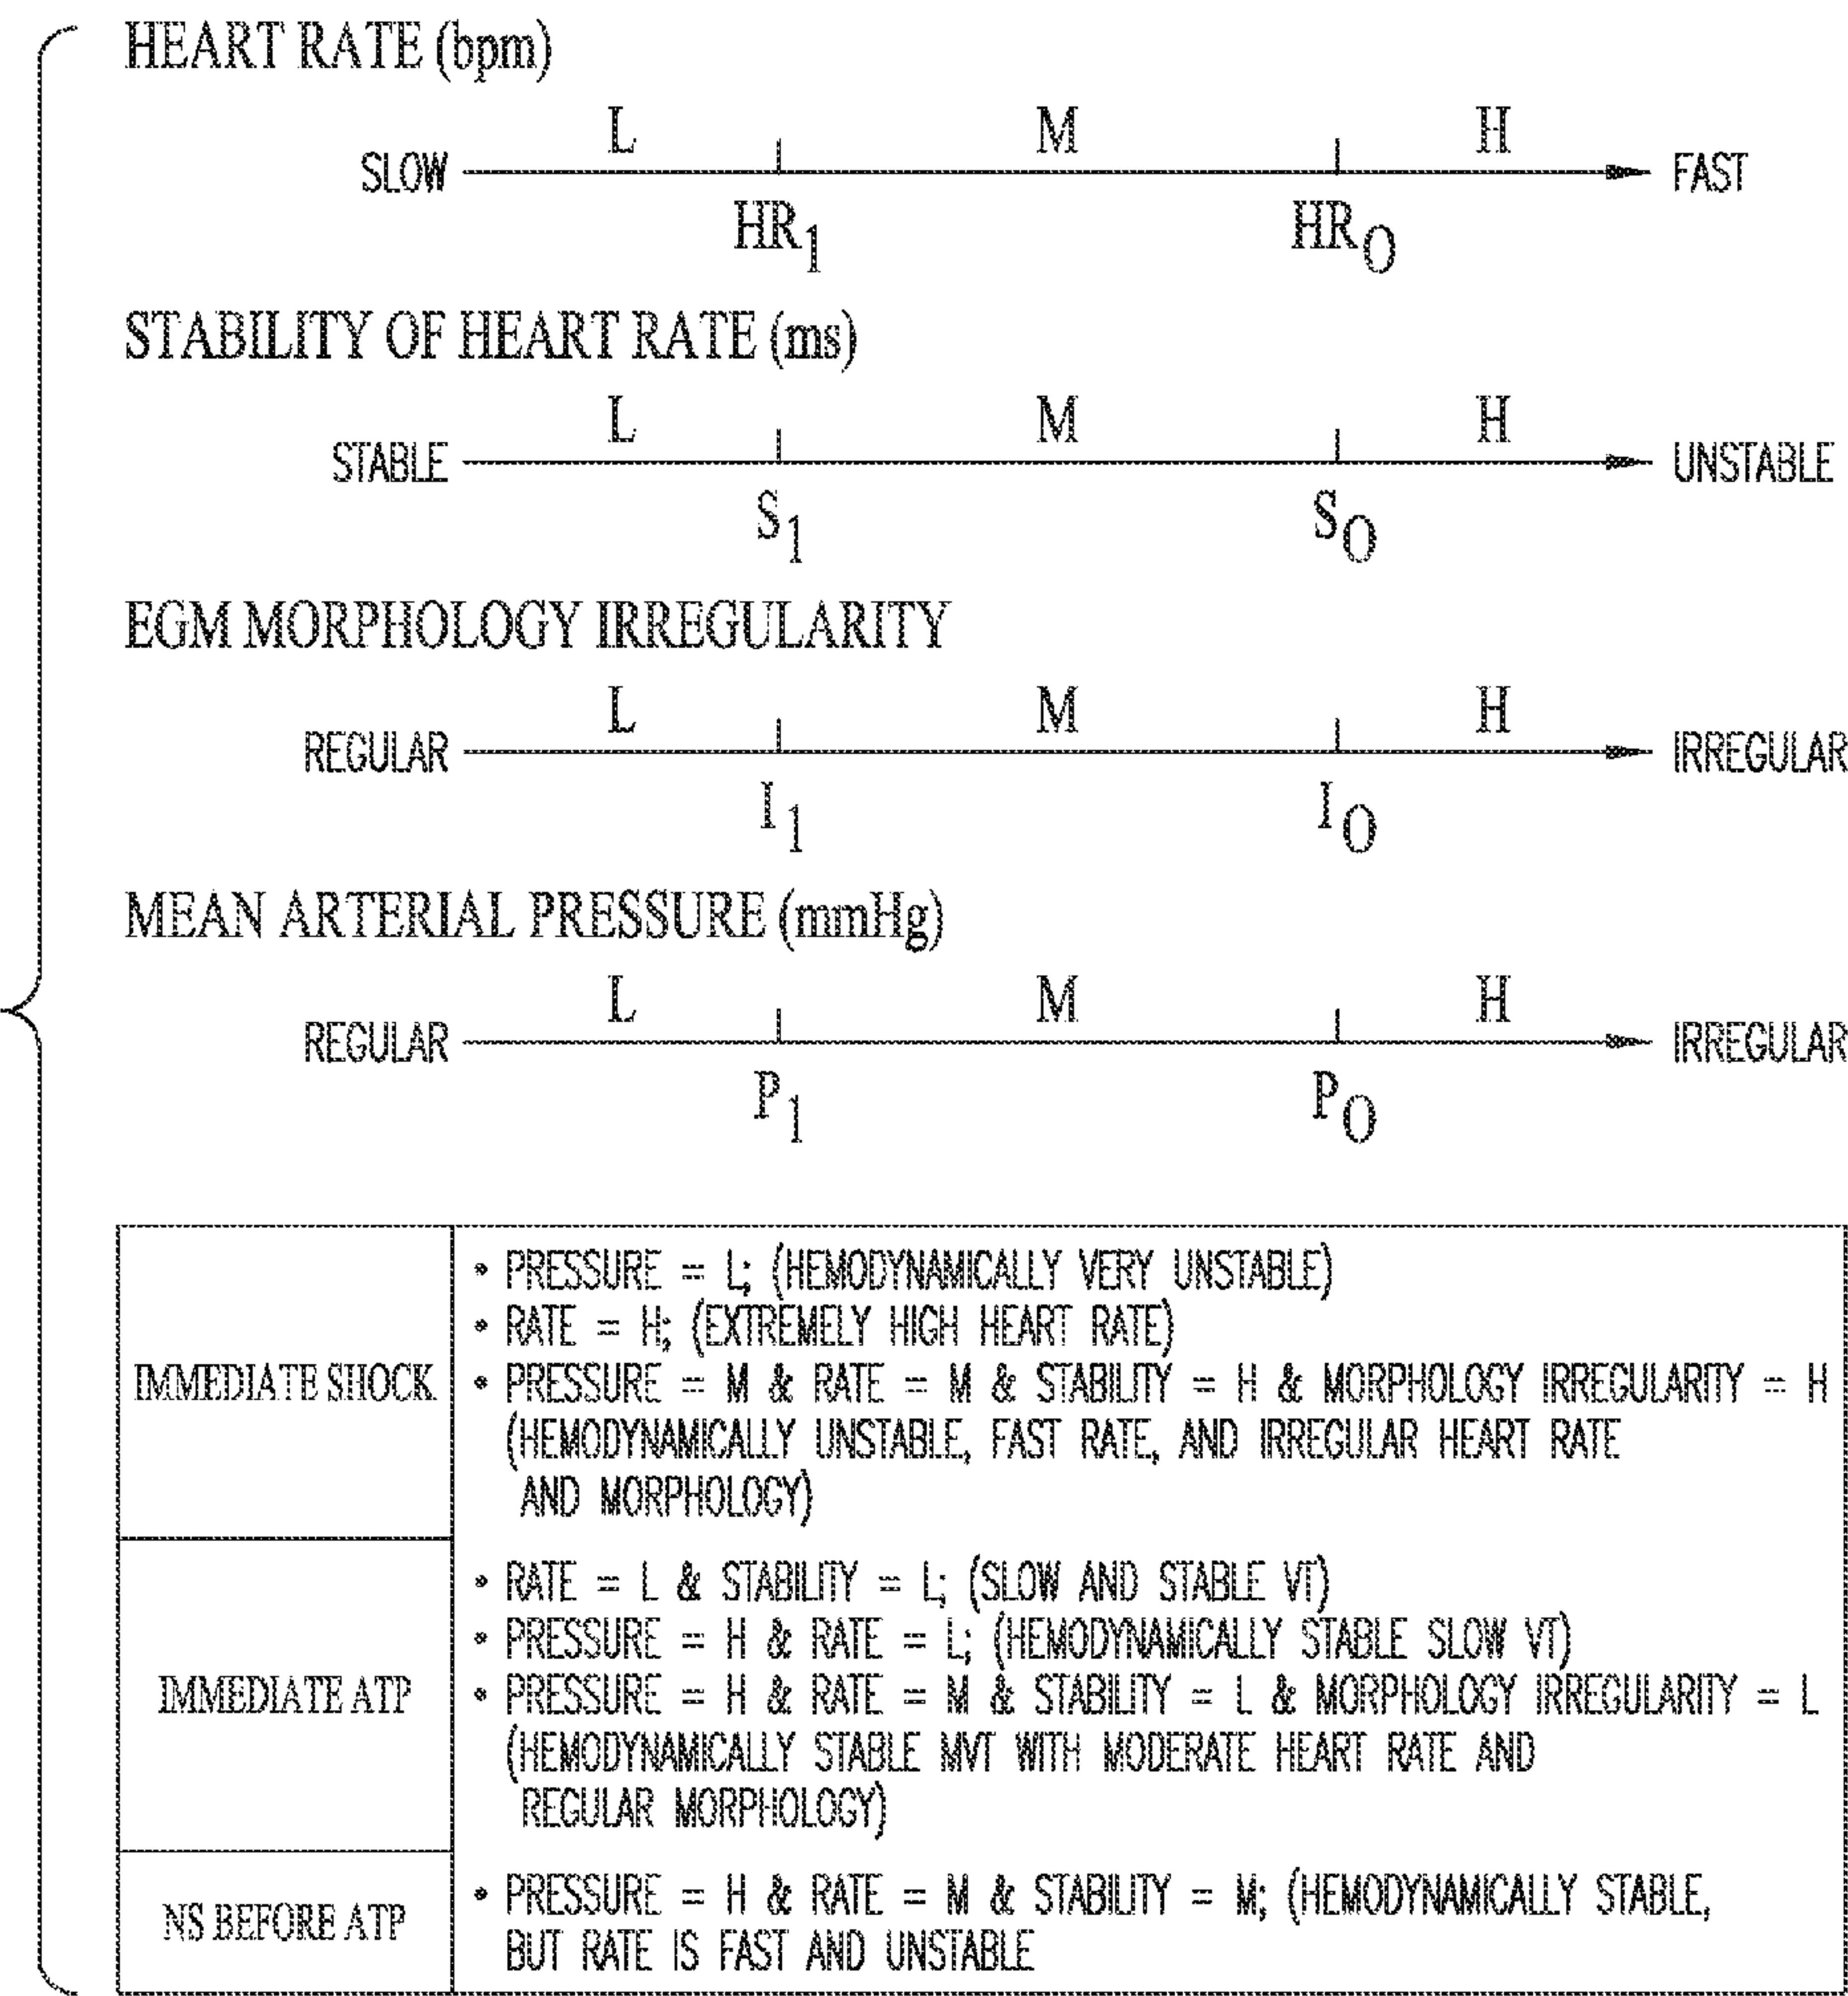 HEART RATE (bpm)
L M H
SLOW FAST
HR1 HRO
STABILITY OF HEART RATE (ms)
L M H
STABLE UNSTABLE
S1 SO
EGM MORPHOLOGY IRREGULARITY
L M H
REGULAR IRREGULAR
I1 IO
MEAN ARTERIAL PRESSURE (mmHg)
L M H
REGULAR IRREGULAR
P1 PO
IMMEDIATE SHOCK
• PRESSURE = L; (HEMODYNAMICALLY VERY UNSTABLE)
• RATE = H; (EXTREMELY HIGH HEART RATE)
• PRESSURE = M & RATE = M & STABILITY = H & MORPHOLOGY IRREGULARITY = H
(HEMODYNAMICALLY UNSTABLE, FAST RATE, AND IRREGULAR HEART RATE
AND MORPHOLOGY)
IMMEDIATE ATP
• RATE = L & STABILITY = L; (SLOW AND STABLE VT)
• PRESSURE = H & RATE = L; (HEMODYNAMICALLY STABLE SLOW VT)
• PRESSURE = H & RATE = M & STABILITY = L & MORPHOLOGY IRREGULARITY = L
(HEMODYNAMICALLY STABLE MVT WITH MODERATE HEART RATE AND
REGULAR MORPHOLOGY)
NS BEFORE ATP
• PRESSURE = H & RATE = M & STABILITY = M; (HEMODYNAMICALLY STABLE,
BUT RATE IS FAST AND UNSTABLE